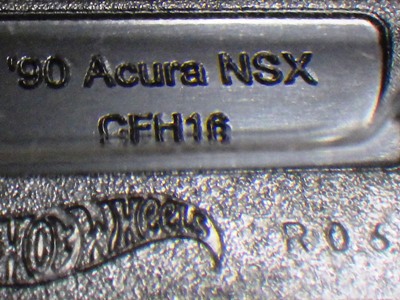 '90 Acura NSX
CFH16
HOT WHEELS
R06